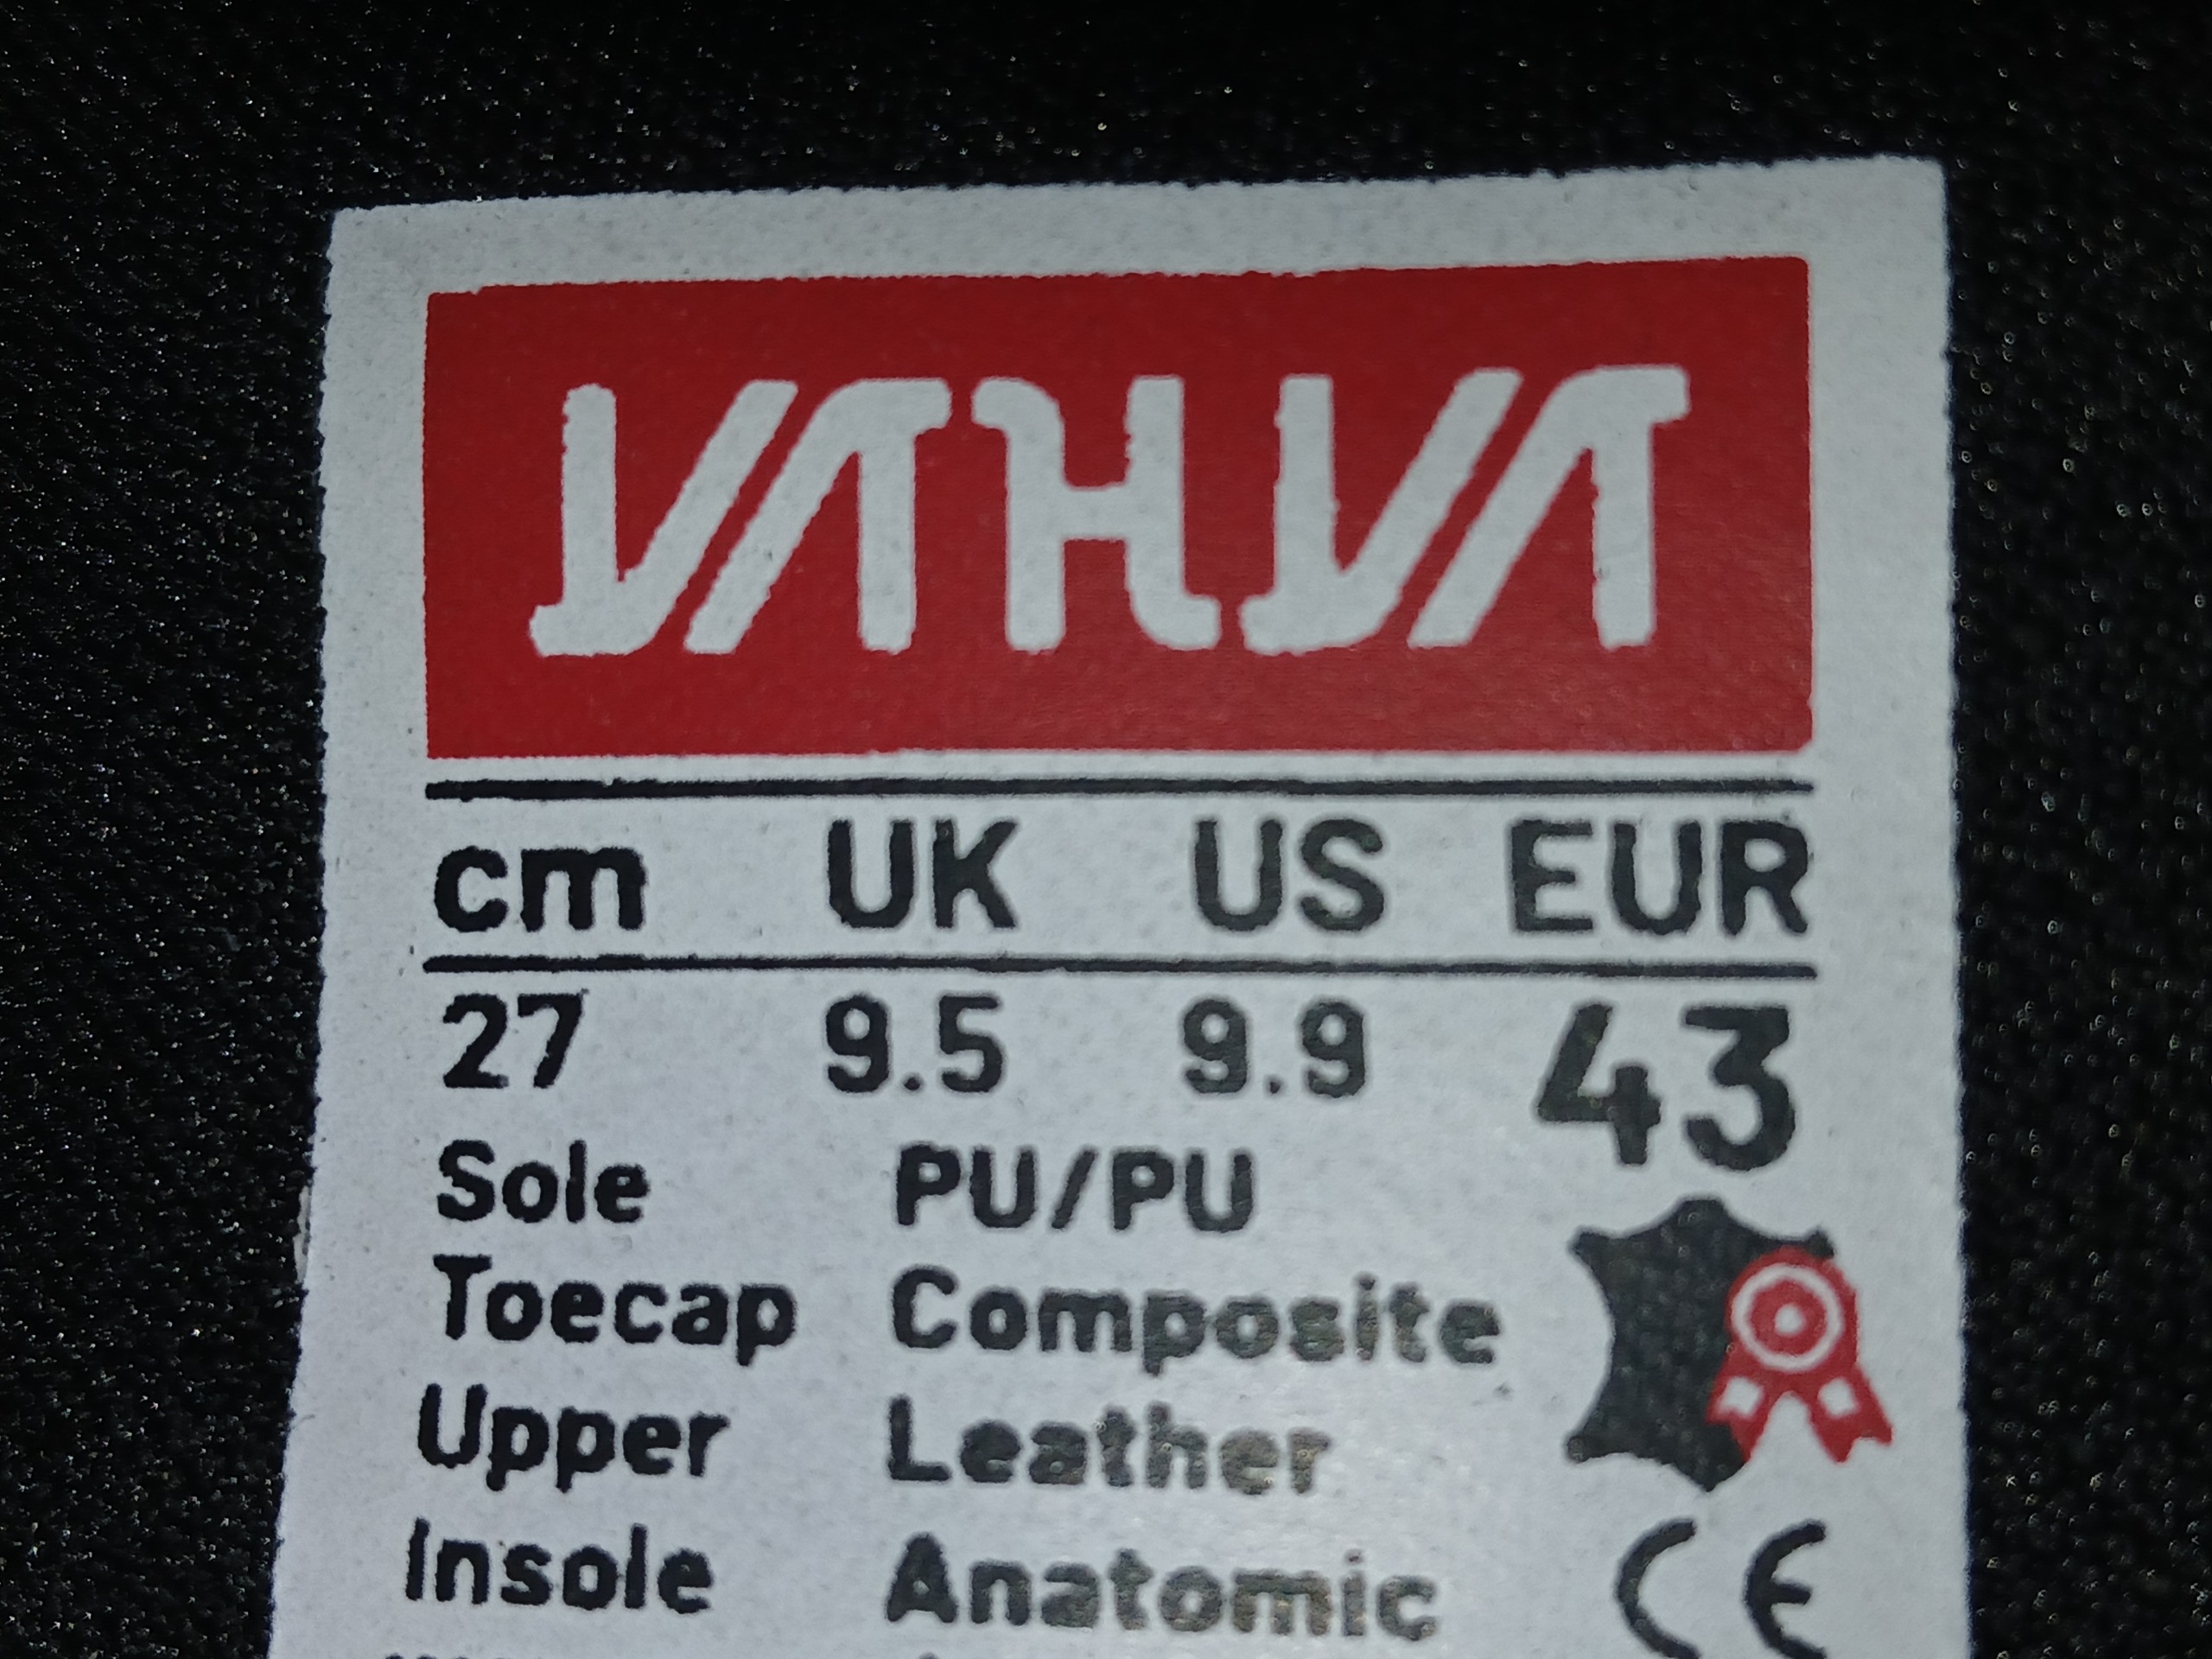 VAHVA
cm UK US EUR
27 9.5 9.9 43
Sole PU/PU
Toecap Composite
Upper Leather
Insole Anatomic
CE